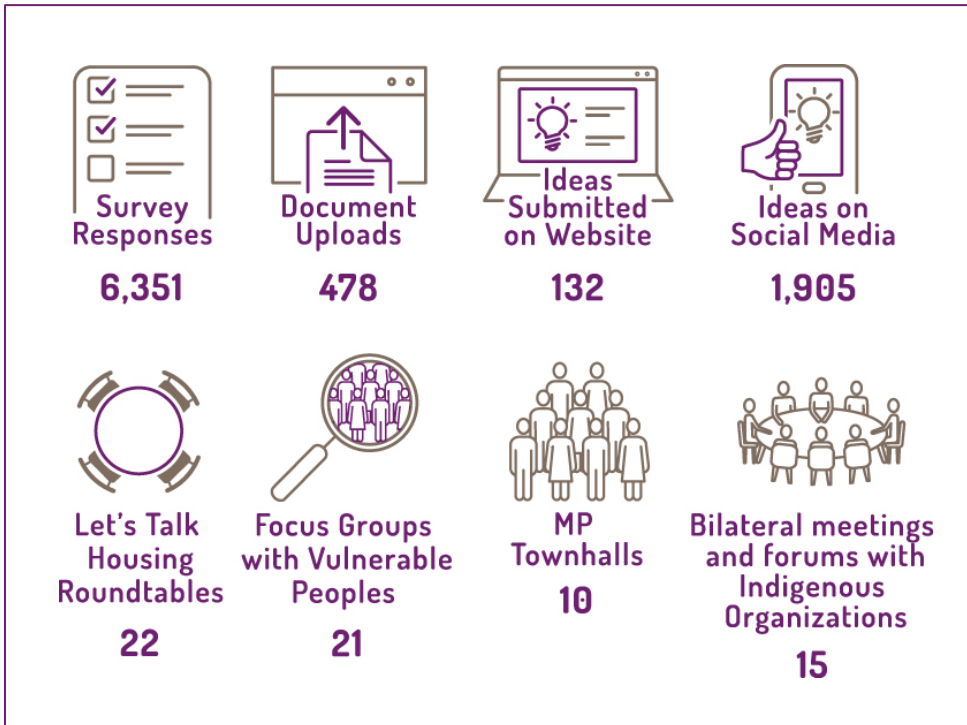 Survey
Responses
6,351
Document
Uploads
478
Ideas
Submitted
on Website
132
Ideas on
Social Media
1,905
Let's Talk
Housing
Roundtables
22
Focus Groups
with Vulnerable
Peoples
21
MP
Townhalls
10
Bilateral meetings
and forums with
Indigenous
Organizations
15